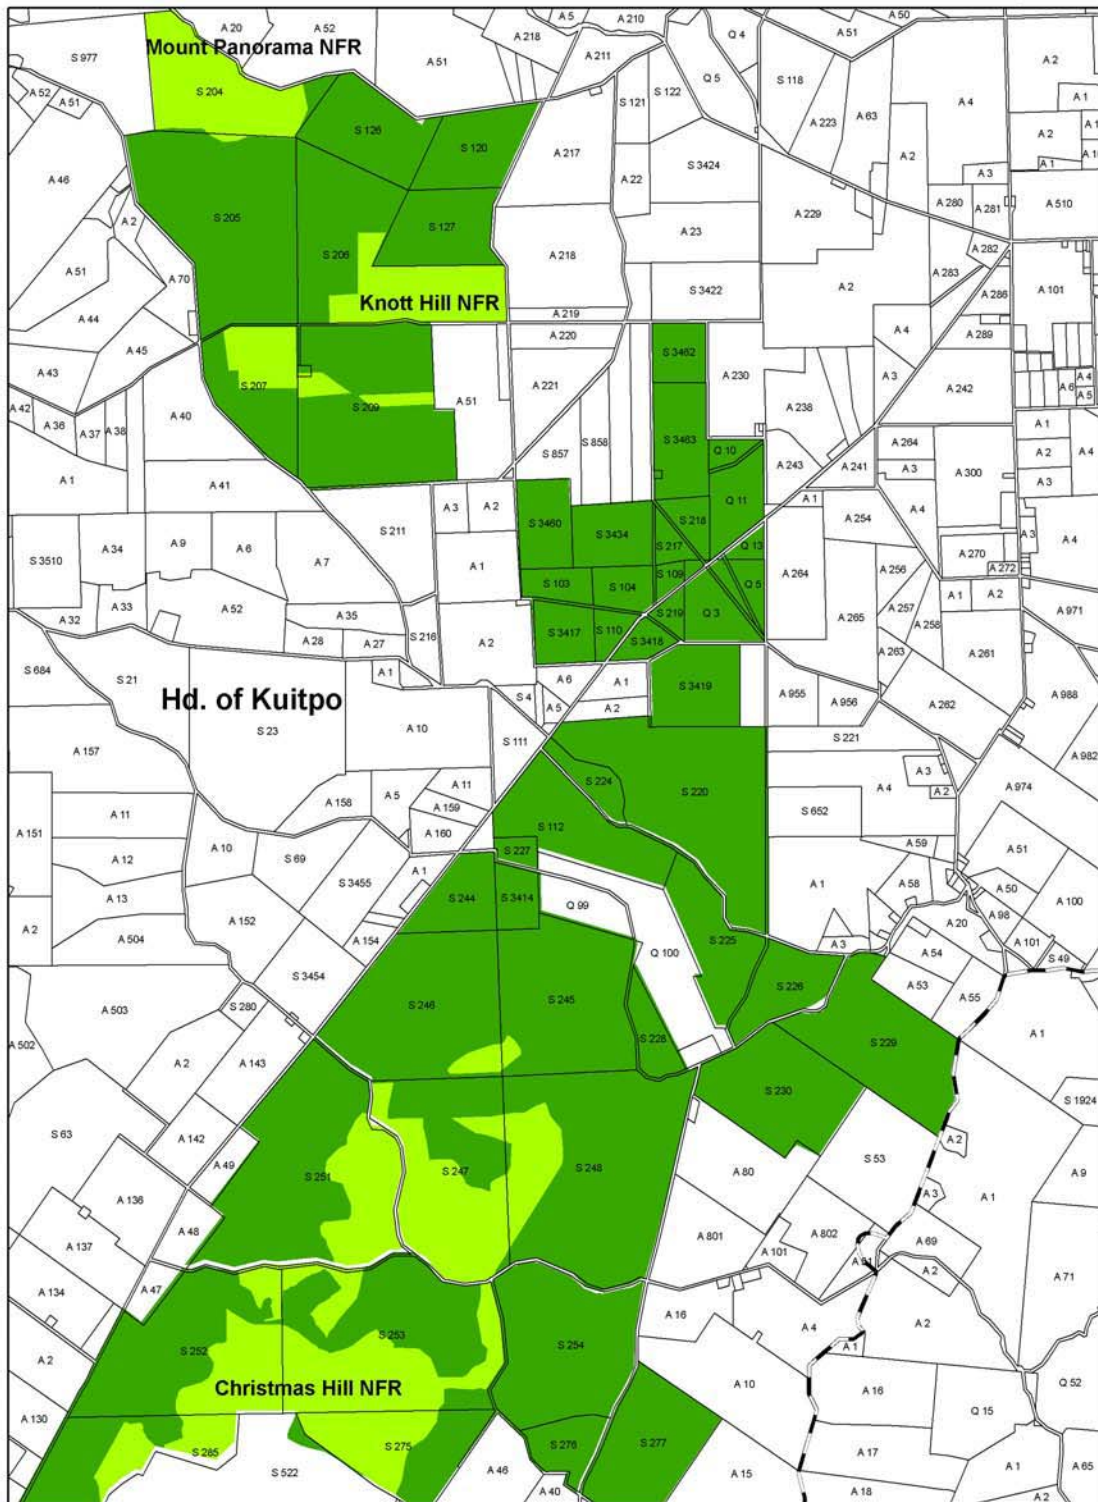 A 20
A 52
A 5
A 210
A 50
Mount Panorama NFR
A 218
Q 4
A 51
S 977
A 51
A 211
A 2
S 204
Q 5
S 118
A 52
A 51
S 121
S 122
A 223
A 63
A 4
A 1
S 126
S 120
A 217
A 2
A 2
A 1
S 3424
A 46
A 22
A 3
A 1
A 280
A 281
A 510
S 205
A 2
S 127
A 23
A 229
S 206
A 218
A 282
A 51
A 70
S 3422
A 2
A 283
A 286
A 101
Knott Hill NFR
A 44
A 219
A 220
A 4
A 289
A 45
S 3462
A 43
A 221
A 230
A 3
A 242
A 6
A 4
S 207
A 5
A 42
S 209
A 51
A 238
A 36
A 40
A 1
A 37
A 38
S 858
S 3463
A 264
A 4
S 857
Q 10
A 2
A 243
A 241
A 3
A 300
A 1
A 41
A 3
Q 11
A 3
A 2
A 1
A 4
S 211
S 218
A 254
S 3460
S 3434
A 3
A 4
A 34
A 9
A 6
S 217
Q 13
S 3510
A 7
A 1
A 270
A 264
A 256
A 272
S 109
S 103
S 104
Q 5
A 1
A 2
A 33
A 52
A 257
A 971
A 32
A 35
S 219
Q 3
A 265
A 258
A 28
A 27
S 216
A 2
S 3417
S 110
S 3418
A 263
A 261
S 684
A 1
S 21
A 6
A 1
S 3419
A 955
A 988
Hd. of Kuitpo
S 4
A 5
A 2
A 956
A 262
S 23
A 10
S 111
S 221
A 157
A 982
A 3
A 11
S 224
A 4
A 974
A 5
S 220
A 2
A 158
A 159
A 11
S 652
S 112
A 151
A 10
A 160
A 59
A 51
A 12
S 69
S 227
A 1
A 1
A 58
A 50
S 3455
A 13
S 244
S 3414
Q 99
A 100
A 152
A 98
A 20
A 2
A 504
A 154
S 225
A 101
A 3
Q 100
A 54
S 49
S 3454
A 53
S 226
A 55
S 246
S 245
A 503
S 280
A 1
S 228
A 502
S 229
A 2
A 143
S 230
S 1924
S 63
A 142
A 2
S 53
A 49
S 247
S 248
S 251
A 80
A 9
A 136
A 3
A 1
A 48
A 801
A 802
A 69
A 137
A 101
A 2
A 71
A 134
A 47
A 16
A 4
A 2
S 253
S 252
S 254
A 1
A 2
Christmas Hill NFR
A 10
A 16
Q 52
A 130
Q 15
S 285
S 275
S 276
S 277
A 17
S 522
A 46
A 15
A 1
A 65
A 40
A 18
A 2